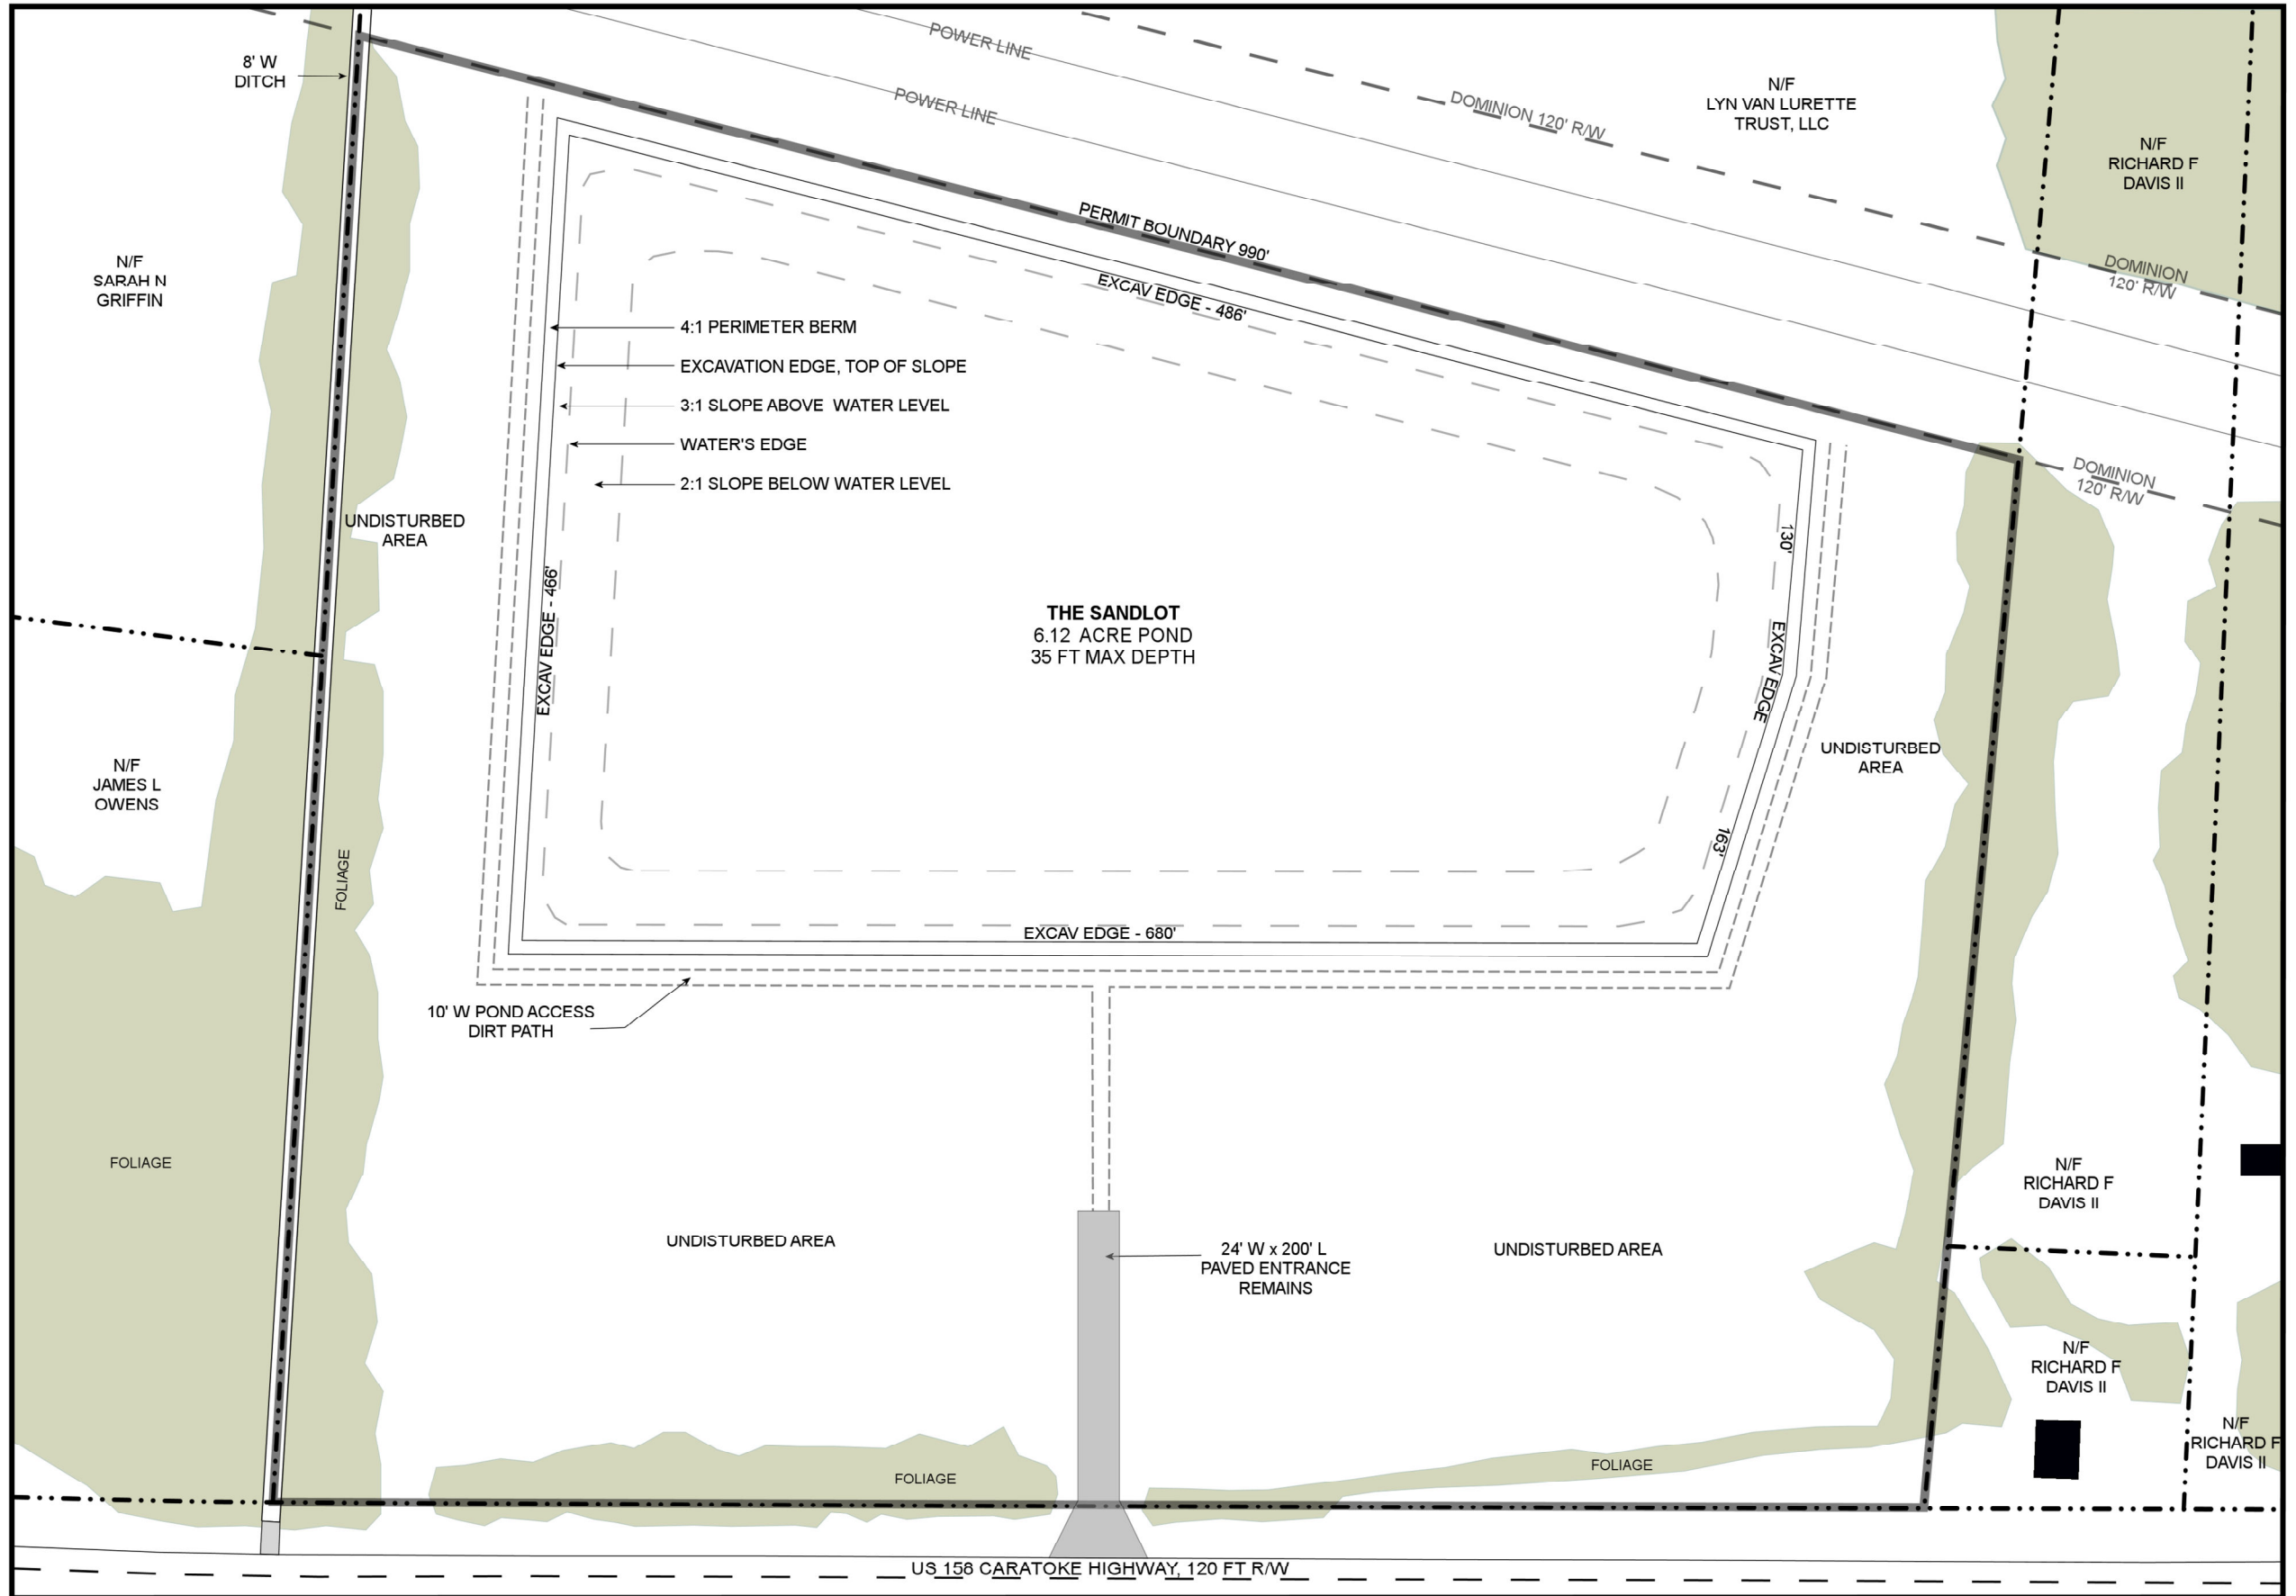 POWER LINE
8' W
DITCH
POWER LINE
DOMINION 120' R/W
N/F
LYN VAN LURETTE
TRUST, LLC
N/F
RICHARD F
DAVIS II
PERMIT BOUNDARY 990'
N/F
SARAH N
GRIFFIN
EXCAV EDGE - 486'
DOMINION
120' R/W
4:1 PERIMETER BERM
EXCAVATION EDGE, TOP OF SLOPE
3:1 SLOPE ABOVE WATER LEVEL
WATER'S EDGE
2:1 SLOPE BELOW WATER LEVEL
DOMINION
120' R/W
UNDISTURBED
AREA
130'
EXCAV EDGE - 466'
THE SANDLOT
6.12 ACRE POND
35 FT MAX DEPTH
EXCAV EDGE
UNDISTURBED
AREA
N/F
JAMES L
OWENS
163'
FOLIAGE
EXCAV EDGE - 680'
10' W POND ACCESS
DIRT PATH
FOLIAGE
N/F
RICHARD F
DAVIS II
UNDISTURBED AREA
24' W x 200' L
PAVED ENTRANCE
REMAINS
UNDISTURBED AREA
N/F
RICHARD F
DAVIS II
N/F
RICHARD F
DAVIS II
FOLIAGE
FOLIAGE
US 158 CARATOKE HIGHWAY, 120 FT R/W